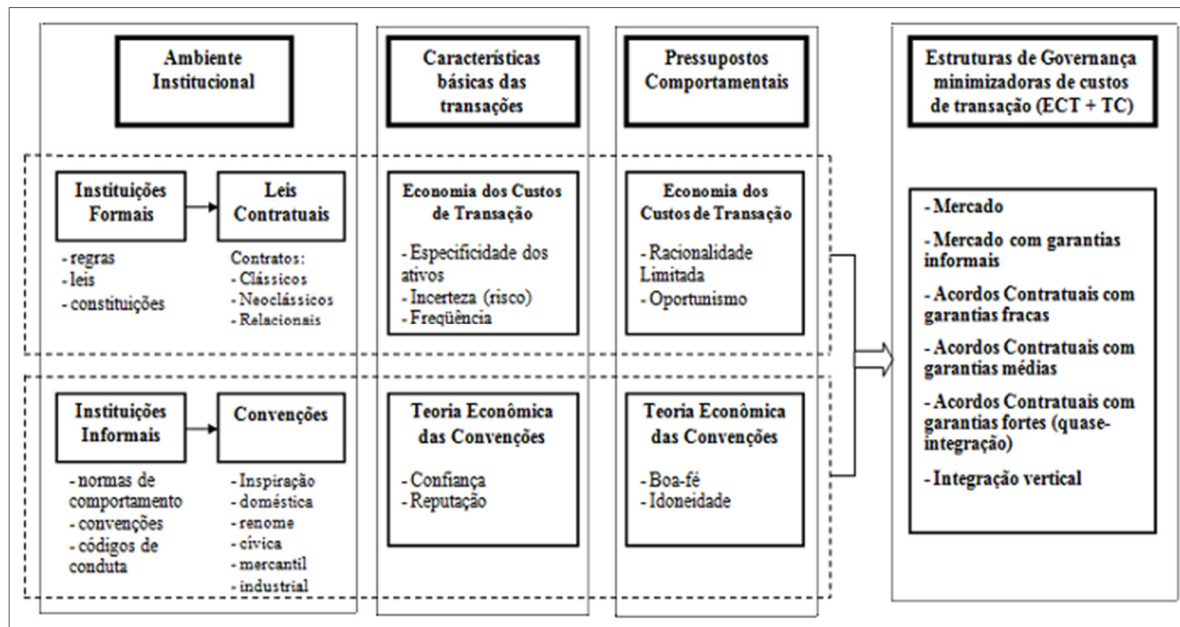 Ambiente
Institucional
Características
básicas das
transações
Pressupostos
Comportamentais
Estruturas de Governança
minimizadoras de custos
de transação (ECT + TC)
Instituições
Formais
- regras
- leis
- constituições
Leis
Contratuais
Contratos:
- Clássicos
- Neoclássicos
- Relacionais
Economia dos Custos
de Transação
- Especificidade dos
ativos
- Incerteza (risco)
- Freqüência
Economia dos
Custos de Transação
- Racionalidade
Limitada
- Oportunismo
Instituições
Informais
- normas de
comportamento
- convenções
- códigos de
conduta
Convenções
- Inspiração
- doméstica
- renome
- cívica
- mercantil
- industrial
Teoria Econômica
das Convenções
- Confiança
- Reputação
Teoria Econômica
das Convenções
- Boa-fé
- Idoneidade
- Mercado
- Mercado com garantias
informais
- Acordos Contratuais com
garantias fracas
- Acordos Contratuais com
garantias médias
- Acordos Contratuais com
garantias fortes (quase-
integração)
- Integração vertical